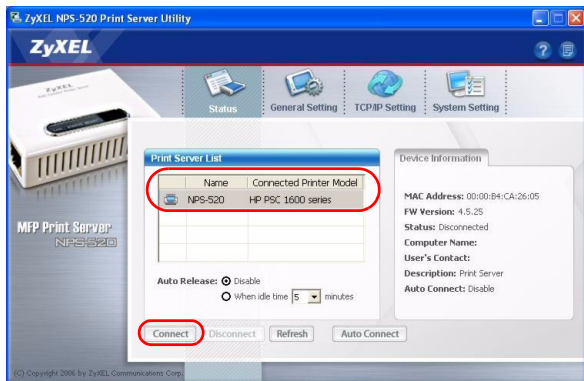 ZyXEL NPS-520 Print Server Utility
ZyXEL
Status
General Setting
TCP/IP Setting
System Setting
ZyXEL
Print Server List
Name Connected Printer Model
NPS-520 HP PSC 1600 series
Auto Release: Disable
When idle time 5 minutes
Connect Disconnect Refresh Auto Connect
Device Information
MAC Address: 00:00:B4:CA:26:05
FW Version: 4.5.25
Status: Disconnected
Computer Name:
User's Contact:
Description: Print Server
Auto Connect: Disable
MFP Print Server
NPS-520
(C) Copyright 2006 by ZyXEL Communications Corp.